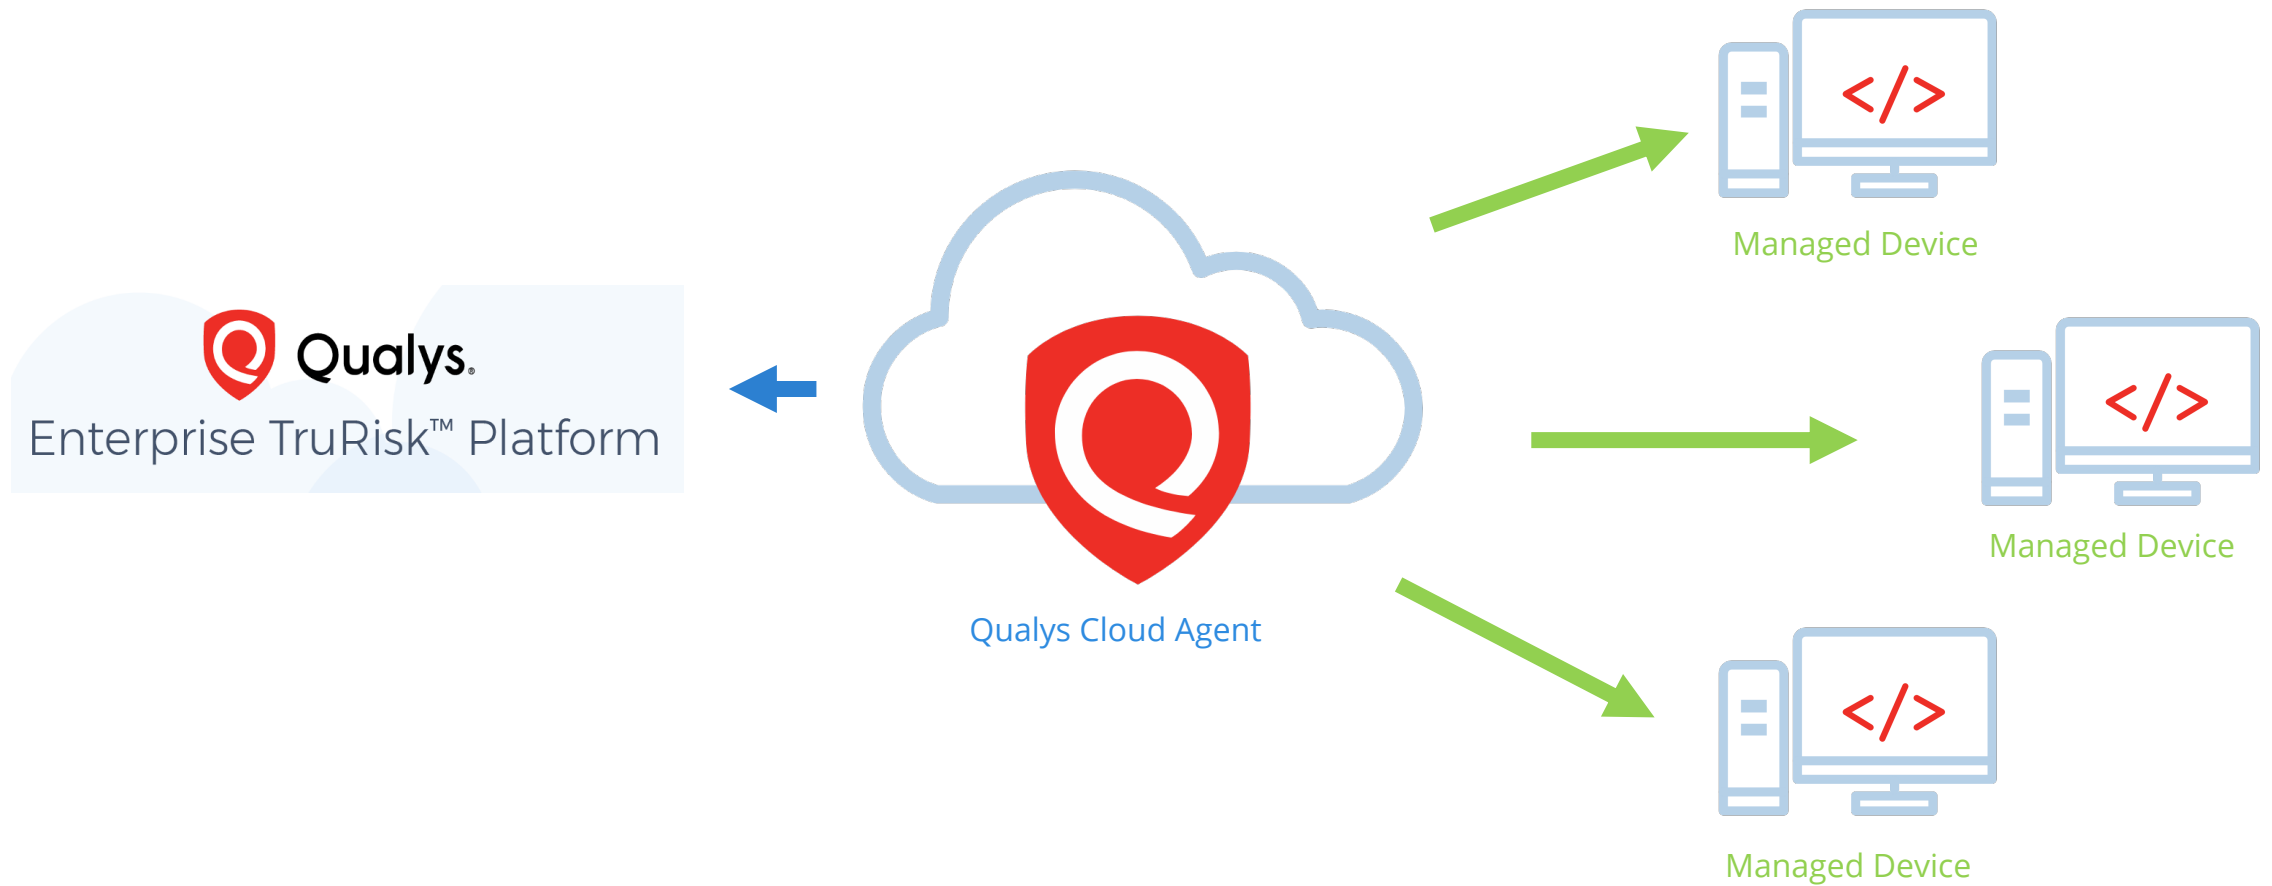 Qualys®
Enterprise TruRisk™ Platform
Qualys Cloud Agent
</>
Managed Device
</>
Managed Device
</>
Managed Device